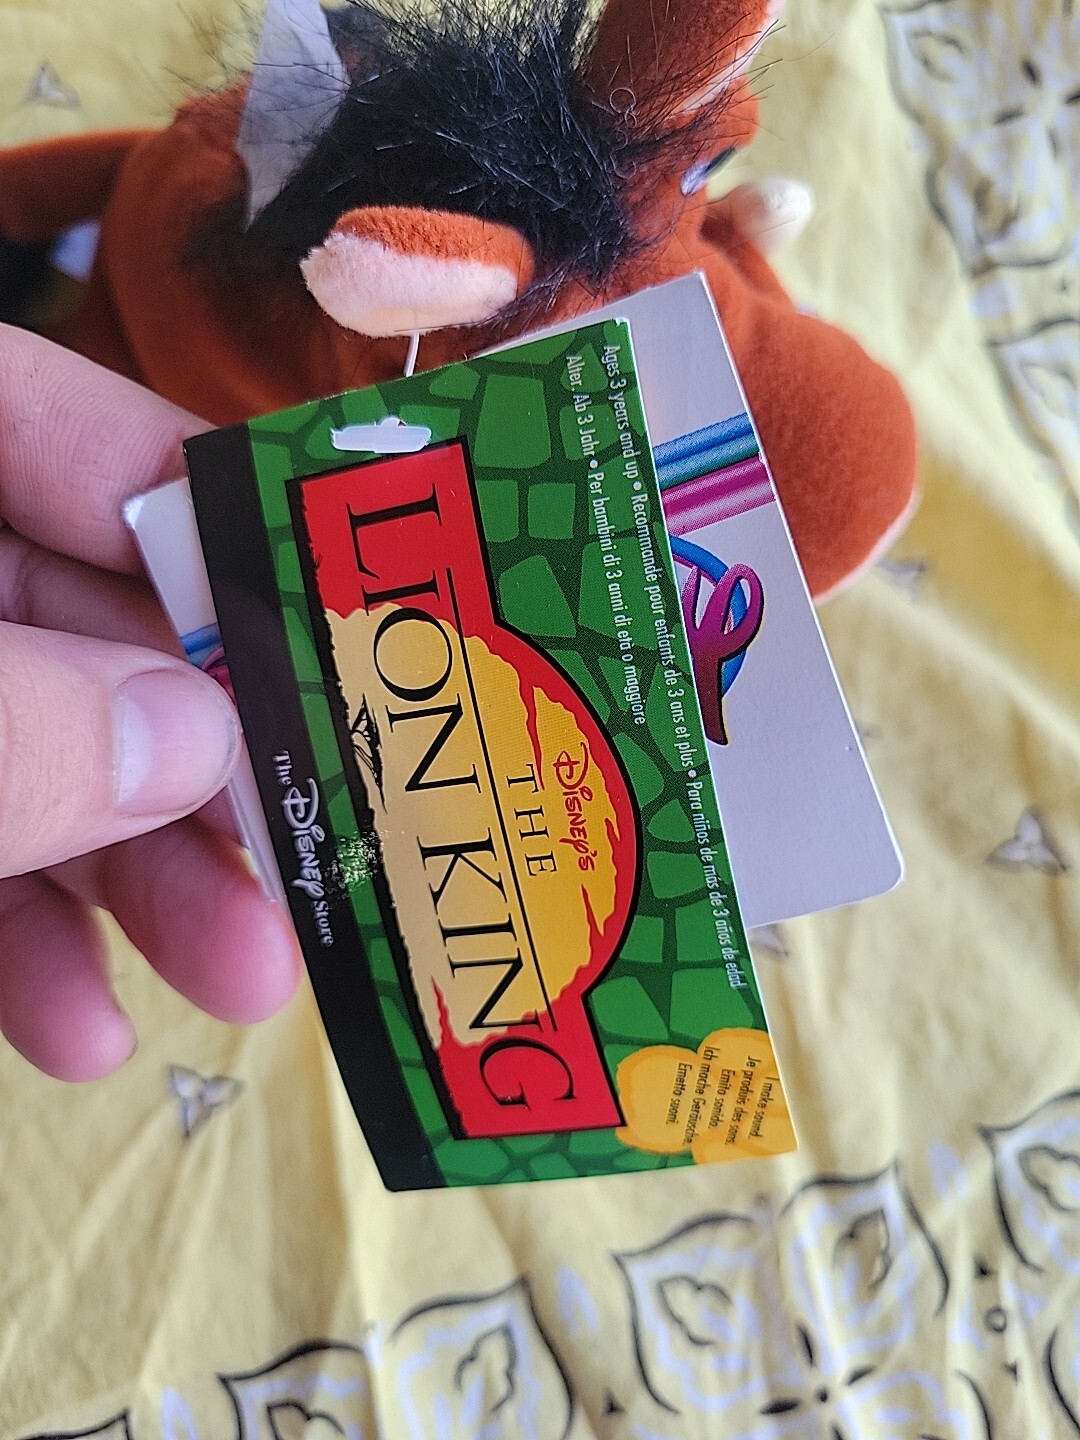 Ages 3 years and up • Recommandé pour enfants de 3 ans et plus • Para niños de más de 3 años de edad
Alter. Ab 3 Jahr • Per bambini di 3 anni di età o maggiore
DISNEY'S
THE
LION KING
The DISNEY Store
I make sound
Je produis des sons.
Emito sonido.
Ich mache Geräusche.
Emetto suoni.